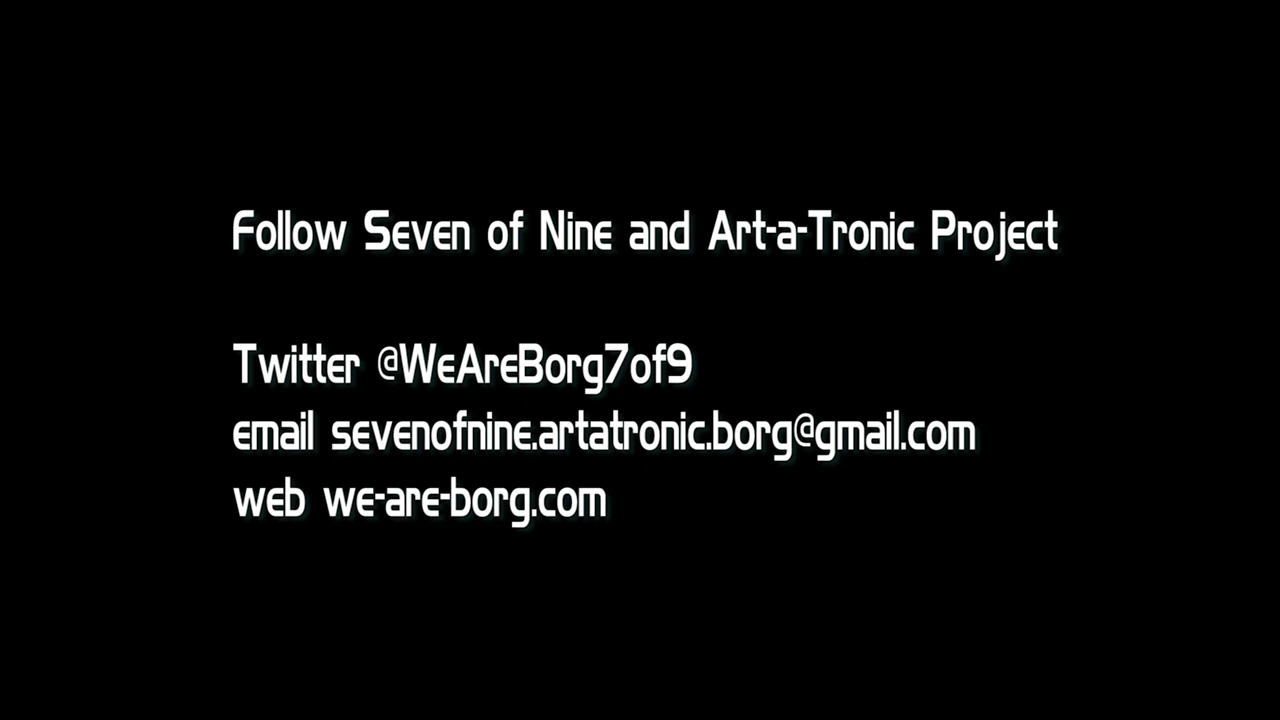 Follow Seven of Nine and Art-a-Tronic Project
Twitter @WeAreBorg7of9
email sevenofnine.artatronic.borg@gmail.com
web we-are-borg.com